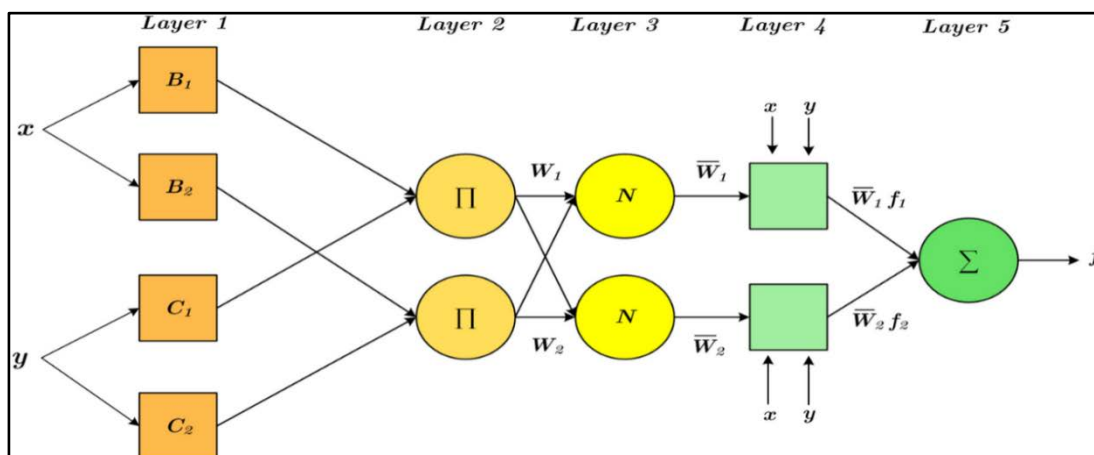 Layer 1 Layer 2 Layer 3 Layer 4 Layer 5
B₁
x y
x
B₂ ∏ W₁ N W̅₁ W̅₁ f₁
∑
C₁
∏ W₂ N W̅₂ W̅₂ f₂
y
x y
C₂